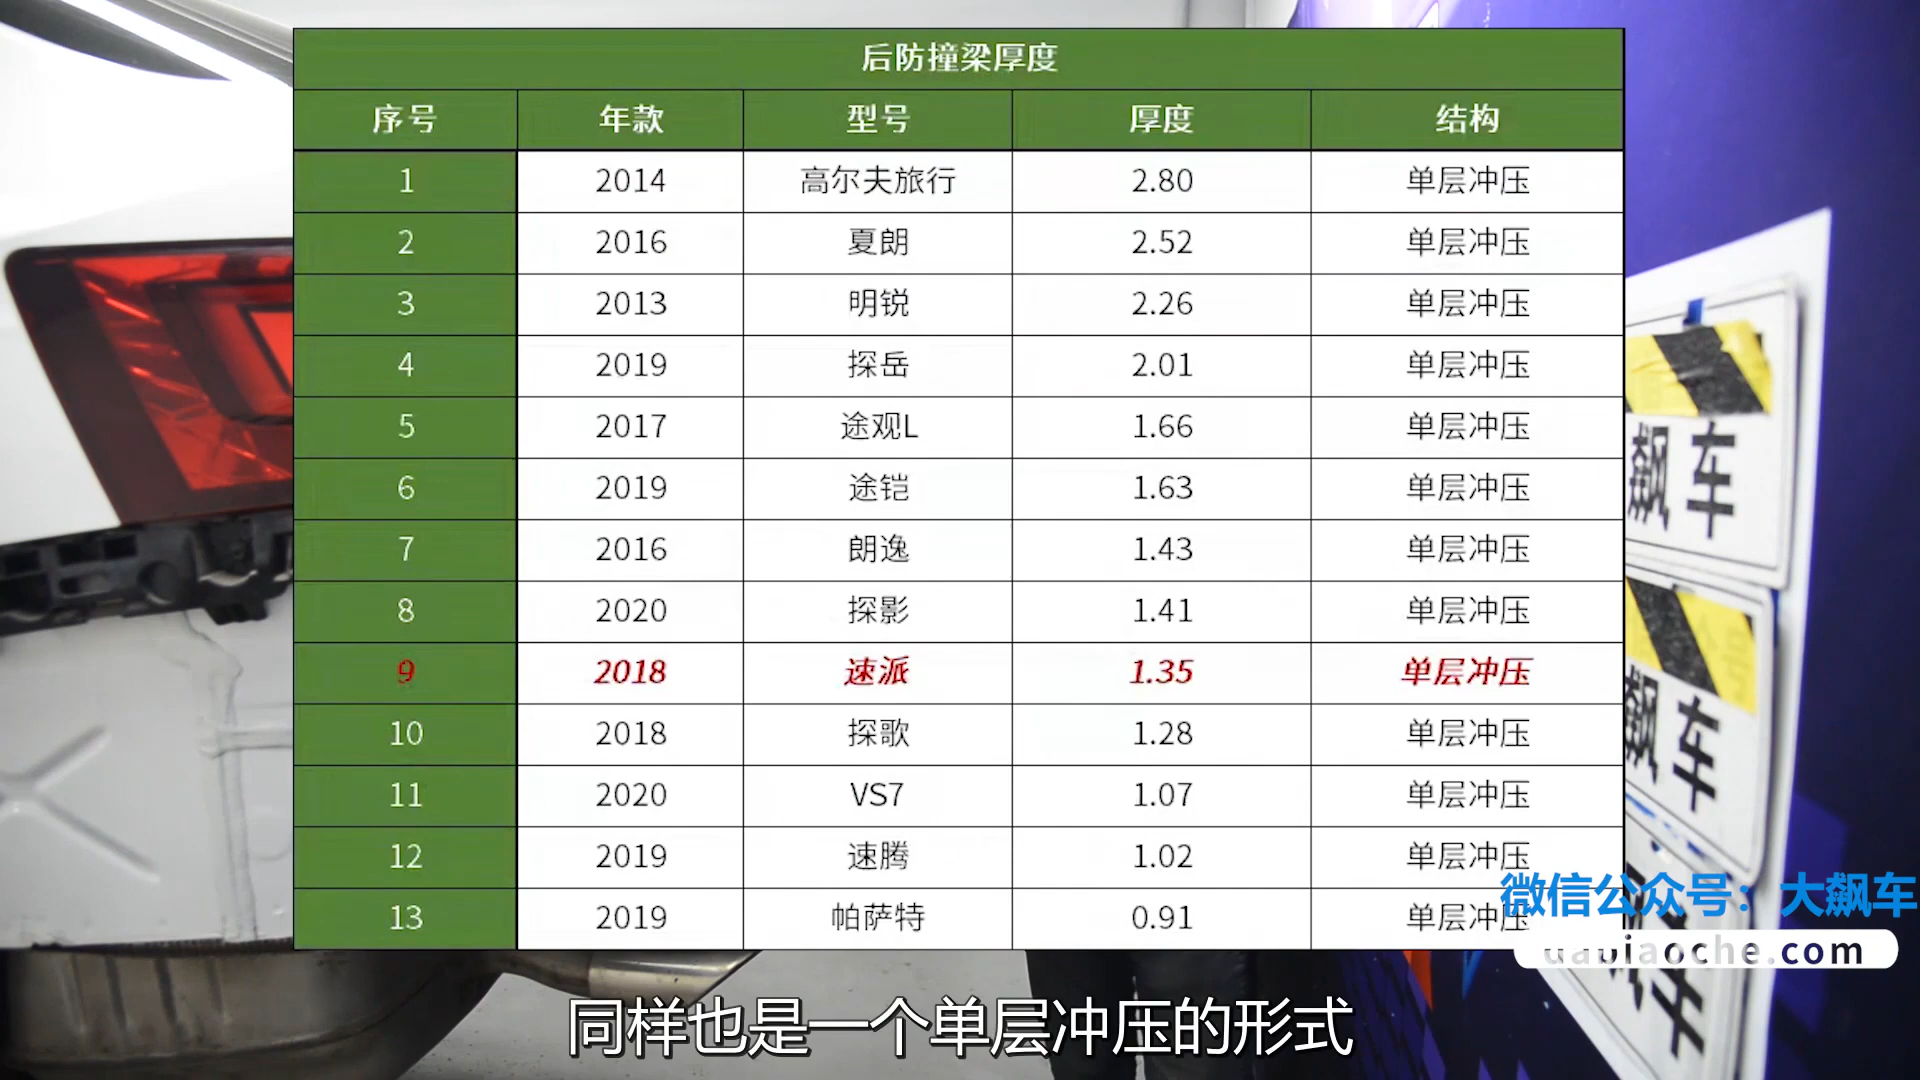 后防撞梁厚度
序号 年款 型号 厚度 结构
1 2014 高尔夫旅行 2.80 单层冲压
2 2016 夏朗 2.52 单层冲压
3 2013 明锐 2.26 单层冲压
4 2019 探岳 2.01 单层冲压
5 2017 途观L 1.66 单层冲压
6 2019 途铠 1.63 单层冲压
7 2016 朗逸 1.43 单层冲压
8 2020 探影 1.41 单层冲压
9 2018 速派 1.35 单层冲压
10 2018 探歌 1.28 单层冲压
11 2020 VS7 1.07 单层冲压
12 2019 速腾 1.02 单层冲压
13 2019 帕萨特 0.91 单层冲压
飙车
飙车
微信公众号：大飙车
dabiaoche.com
同样也是一个单层冲压的形式